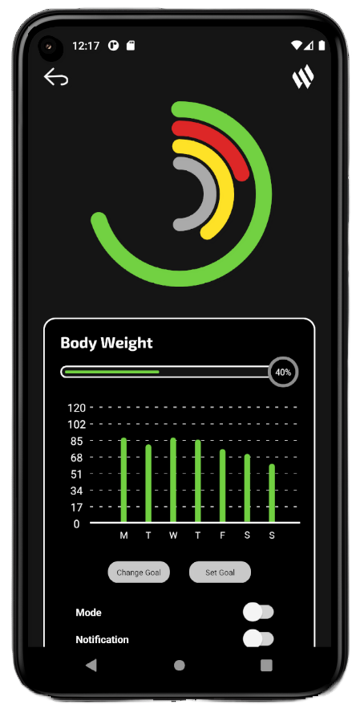 12:17
Body Weight
40%
120
102
85
68
51
34
17
0
M T W T F S S
Change Goal Set Goal
Mode
Notification